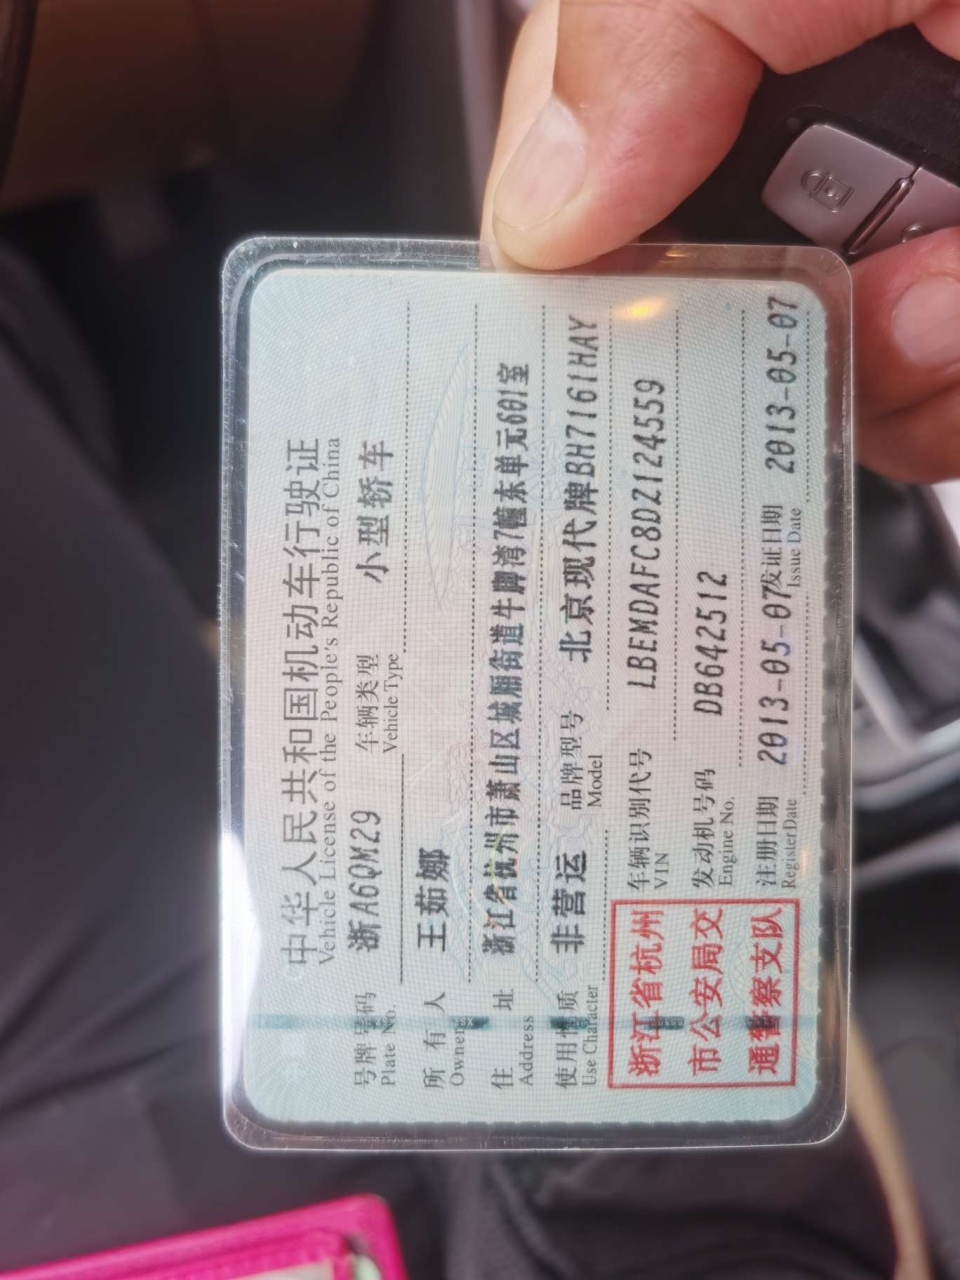 中华人民共和国机动车行驶证
Vehicle License of the People's Republic of China
号牌号码 浙A6QM29 车辆类型 小型轿车
Plate No. Vehicle Type
所有人 王茹娜
Owner
住址 浙江省杭州市萧山区城厢街道牛脚湾7幢东单元601室
Address
使用性质 非营运 品牌型号 北京现代牌BH7161HAY
Use Character Model
浙江省杭州市公安局交通警察支队
车辆识别代号 LBEMDAFC8DZ124559
VIN
发动机号码 DB642512
Engine No.
注册日期 2013-05-07 发证日期 2013-05-07
Register Date Issue Date